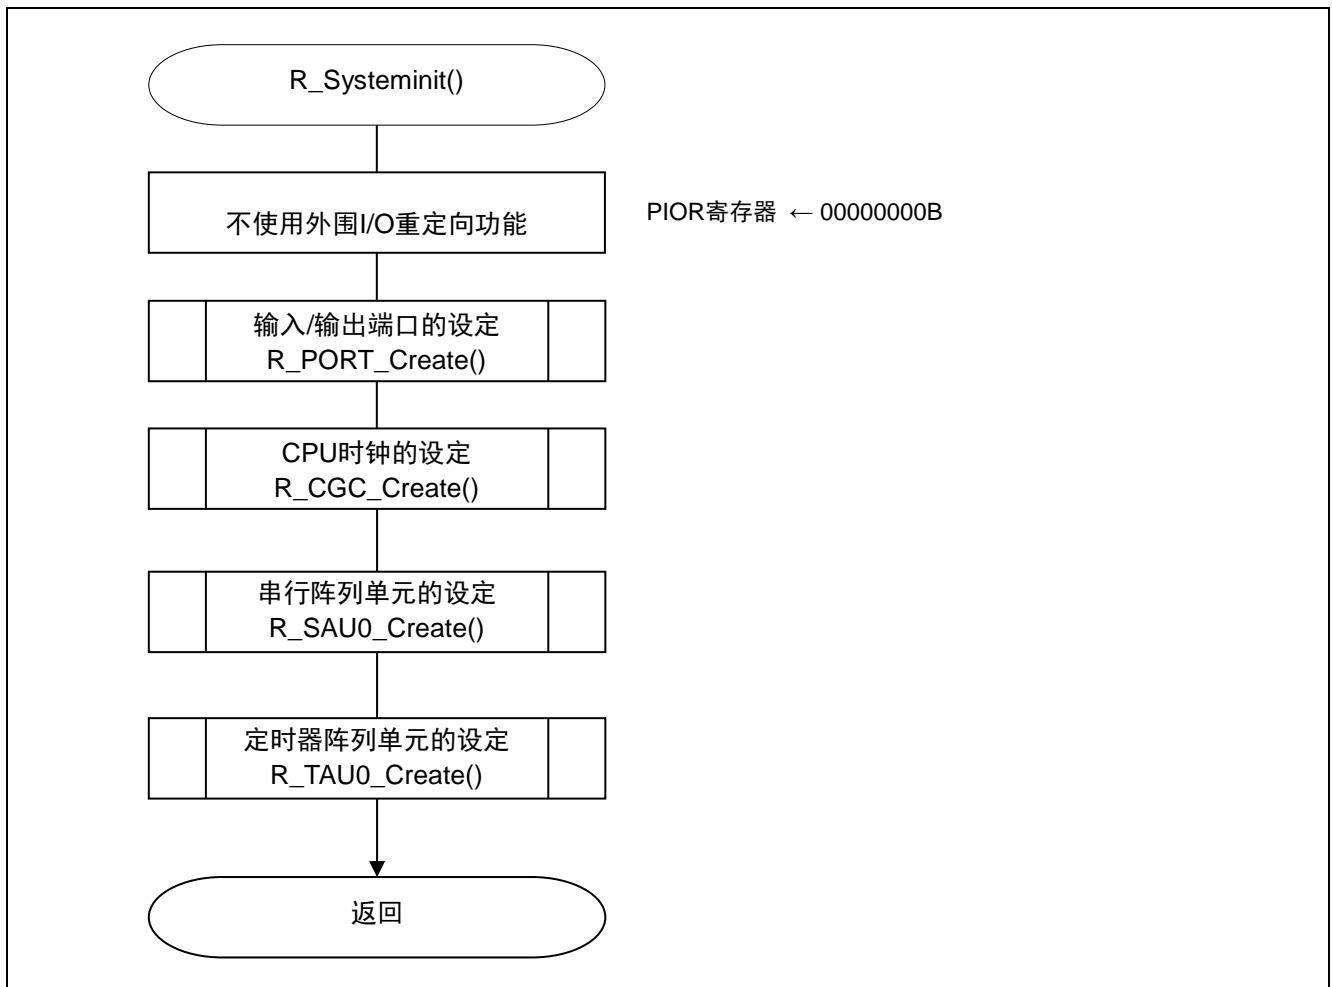 R_Systeminit()
不使用外围I/O重定向功能
PIOR寄存器 ← 00000000B
输入/输出端口的设定
R_PORT_Create()
CPU时钟的设定
R_CGC_Create()
串行阵列单元的设定
R_SAU0_Create()
定时器阵列单元的设定
R_TAU0_Create()
返回